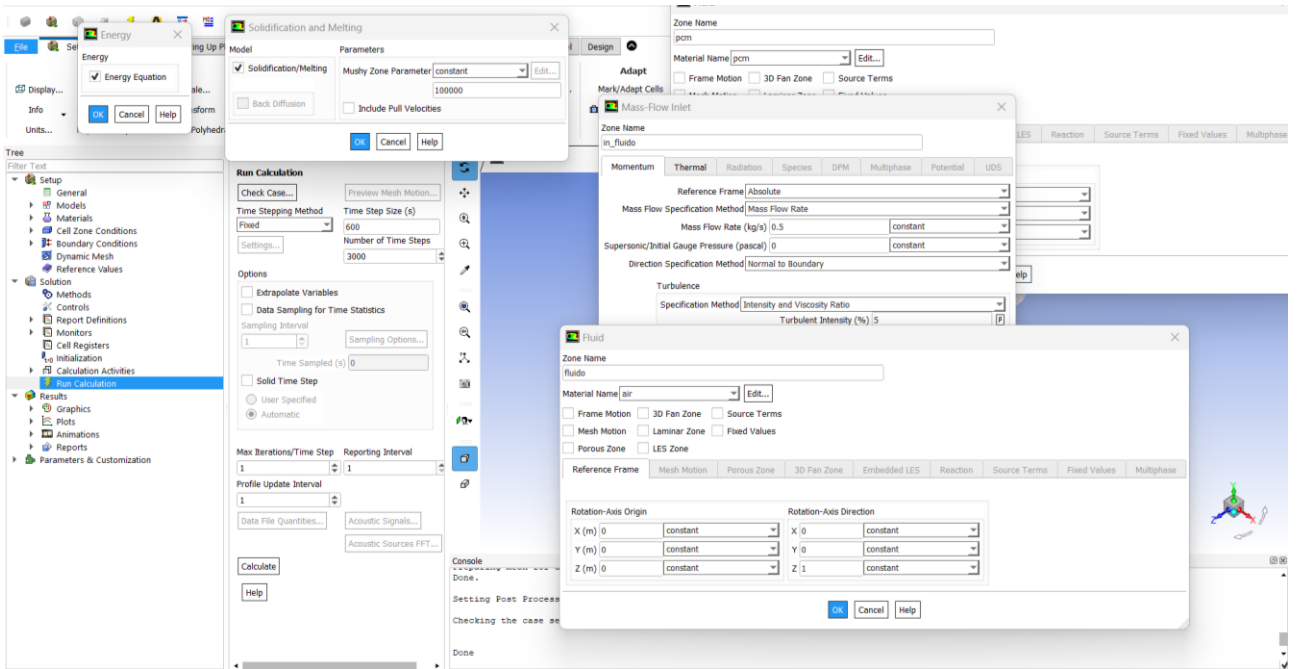 Energy
Energy
Energy Equation
OK
Cancel
Help
Solidification and Melting
Model
Parameters
Solidification/Melting
Mushy Zone Parameter
constant
Edit...
100000
Back Diffusion
Include Pull Velocities
OK
Cancel
Help
File
Display...
Info
Units...
Design
Adapt
Mark/Adapt Cells
Zone Name
pcm
Material Name
pcm
Edit...
Frame Motion
3D Fan Zone
Source Terms
LES
Reaction
Source Terms
Fixed Values
Multiphase
Tree
Filter Text
Setup
General
Models
Materials
Cell Zone Conditions
Boundary Conditions
Dynamic Mesh
Reference Values
Solution
Methods
Controls
Report Definitions
Monitors
Cell Registers
Initialization
Calculation Activities
Run Calculation
Results
Graphics
Plots
Animations
Reports
Parameters & Customization
Run Calculation
Check Case...
Preview Mesh Motion...
Time Stepping Method
Time Step Size (s)
Fixed
600
Settings...
Number of Time Steps
3000
Options
Extrapolate Variables
Data Sampling for Time Statistics
Sampling Interval
1
Sampling Options...
Time Sampled (s)
0
Solid Time Step
User Specified
Automatic
Max Iterations/Time Step
Reporting Interval
1
1
Profile Update Interval
1
Data File Quantities...
Acoustic Signals...
Acoustic Sources FFT...
Calculate
Help
Mass-Flow Inlet
Zone Name
in_fluido
Momentum
Thermal
Radiation
Species
DPM
Multiphase
Potential
UDS
Reference Frame
Absolute
Mass Flow Specification Method
Mass Flow Rate
Mass Flow Rate (kg/s)
0.5
constant
Supersonic/Initial Gauge Pressure (pascal)
0
constant
Direction Specification Method
Normal to Boundary
Turbulence
Specification Method
Intensity and Viscosity Ratio
Turbulent Intensity (%)
5
P
Fluid
Zone Name
fluido
Material Name
air
Edit...
Frame Motion
3D Fan Zone
Source Terms
Mesh Motion
Laminar Zone
Fixed Values
Porous Zone
LES Zone
Reference Frame
Mesh Motion
Porous Zone
3D Fan Zone
Embedded LES
Reaction
Source Terms
Fixed Values
Multiphase
Rotation-Axis Origin
Rotation-Axis Direction
X (m)
0
constant
X
0
constant
Y (m)
0
constant
Y
0
constant
Z (m)
0
constant
Z
1
constant
OK
Cancel
Help
Console
Done.
Setting Post Process
Checking the case se
Done